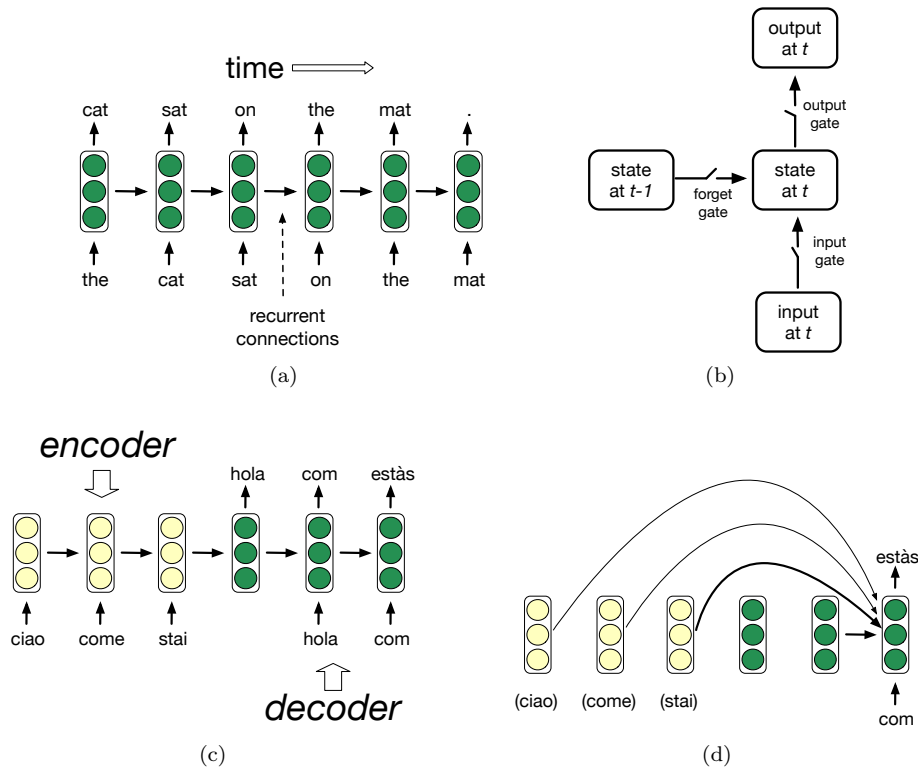 time
cat sat on the mat .
the cat sat on the mat
recurrent
connections
(a)
output
at t
output
gate
state
at t-1
forget
gate
state
at t
input
gate
input
at t
(b)
encoder
hola com estàs
ciao come stai hola com
decoder
(c)
estàs
(ciao) (come) (stai)
com
(d)